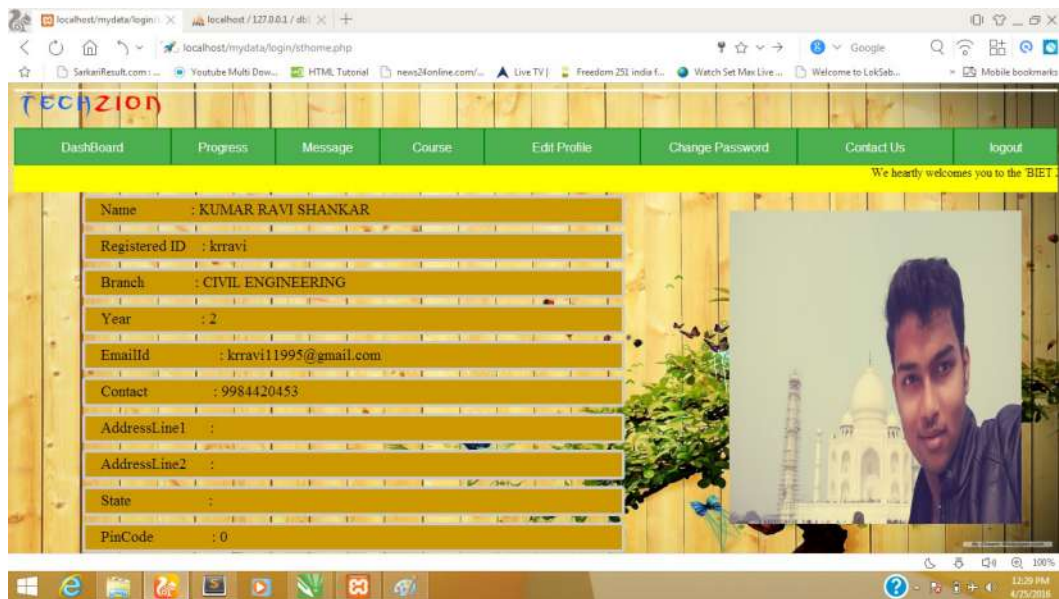 localhost/mydata/login/s
localhost / 127.0.0.1 / db
localhost/mydata/login/sthome.php
Google
SarkariResult.com : ...
Youtube Multi Dow...
HTML Tutorial
news24online.com/...
Live TV |
Freedom 251 india f...
Watch Set Max Live ...
Welcome to LokSab...
Mobile bookmarks
TECHZION
DashBoard
Progress
Message
Course
Edit Profile
Change Password
Contact Us
logout
We heartly welcomes you to the 'BIET
Name : KUMAR RAVI SHANKAR
Registered ID : krravi
Branch : CIVIL ENGINEERING
Year : 2
EmailId : krravi11995@gmail.com
Contact : 9984420453
AddressLine1 :
AddressLine2 :
State :
PinCode : 0
100%
12:29 PM
4/25/2016